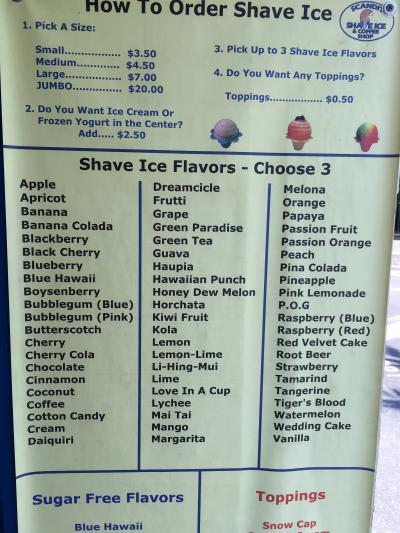 How To Order Shave Ice
SCANDI'S
SHAVE ICE
& COFFEE
SHOP
1. Pick A Size:
Small................. $3.50
Medium............. $4.50
Large................. $7.00
JUMBO................ $20.00
2. Do You Want Ice Cream Or
Frozen Yogurt in the Center?
Add..... $2.50
3. Pick Up to 3 Shave Ice Flavors
4. Do You Want Any Toppings?
Toppings................ $0.50
Shave Ice Flavors - Choose 3
Apple
Apricot
Banana
Banana Colada
Blackberry
Black Cherry
Blueberry
Blue Hawaii
Boysenberry
Bubblegum (Blue)
Bubblegum (Pink)
Butterscotch
Cherry
Cherry Cola
Chocolate
Cinnamon
Coconut
Coffee
Cotton Candy
Cream
Daiquiri
Dreamcicle
Frutti
Grape
Green Paradise
Green Tea
Guava
Haupia
Hawaiian Punch
Honey Dew Melon
Horchata
Kiwi Fruit
Kola
Lemon
Lemon-Lime
Li-Hing-Mui
Lime
Love In A Cup
Lychee
Mai Tai
Mango
Margarita
Melona
Orange
Papaya
Passion Fruit
Passion Orange
Peach
Pina Colada
Pineapple
Pink Lemonade
P.O.G
Raspberry (Blue)
Raspberry (Red)
Red Velvet Cake
Root Beer
Strawberry
Tamarind
Tangerine
Tiger's Blood
Watermelon
Wedding Cake
Vanilla
Sugar Free Flavors
Blue Hawaii
Toppings
Snow Cap